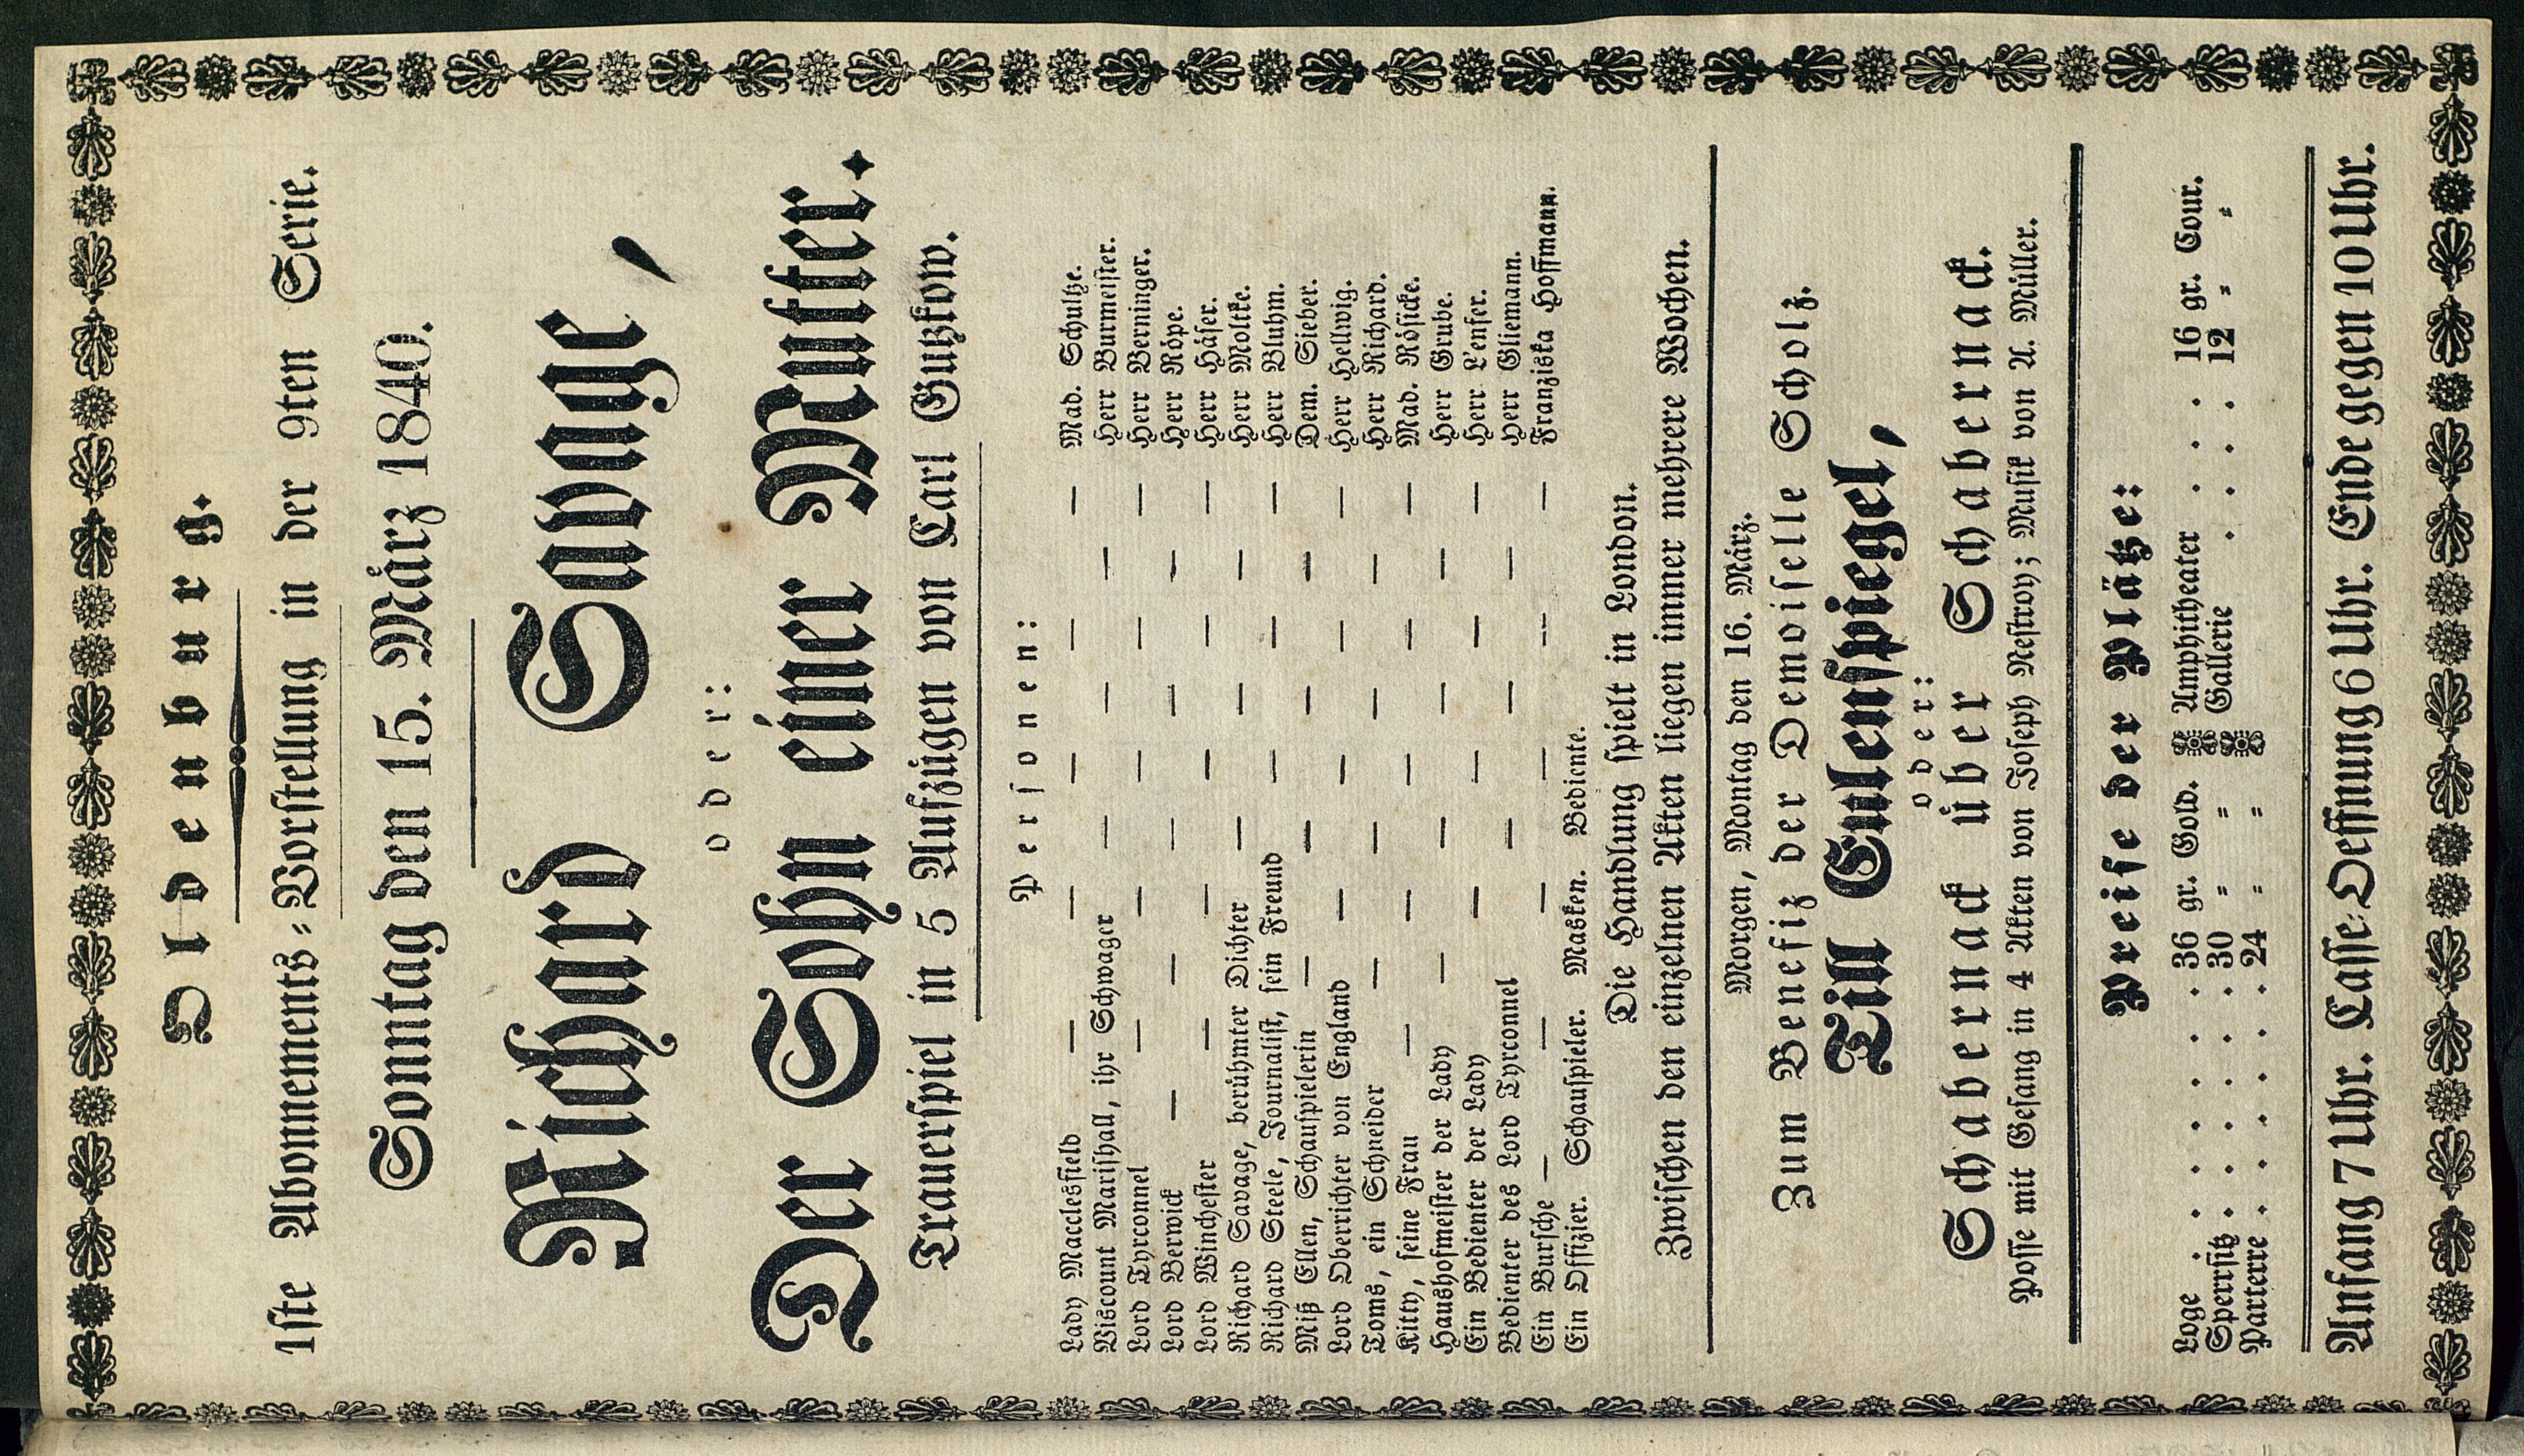 Oldenburg.
1ste Abonnements-Vorstellung in der 9ten Serie.
Sonntag den 15. März 1840.
Richard Savage,
oder:
Der Sohn einer Mutter.
Trauerspiel in 5 Aufzügen von Carl Gutzkow.
Personen:
Lady Macclesfield — Mad. Schultze.
Viscount Marishall, ihr Schwager — Herr Burmeister.
Lord Tyrconnel — Herr Berninger.
Lord Berwick — Herr Röpe.
Lord Winchester — Herr Häser.
Richard Savage, berühmter Dichter — Herr Moltke.
Richard Steele, Journalist, sein Freund — Herr Bluhm.
Miß Ellen, Schauspielerin — Dem. Sieber.
Lord Oberrichter von England — Herr Hellwig.
Toms, ein Schneider — Herr Richard.
Kitty, seine Frau — Mad. Rösicke.
Haushofmeister der Lady — Herr Grube.
Ein Bedienter der Lady — Herr Lenser.
Bedienter des Lord Tyrconnel — Herr Gliemann.
Ein Bursche — Franziska Hoffmann.
Ein Offizier. Schauspieler. Masken. Bediente.
Die Handlung spielt in London.
Zwischen den einzelnen Akten liegen immer mehrere Wochen.
Morgen, Montag den 16. März.
Zum Benefiz der Demoiselle Scholz.
Till Eulenspiegel,
oder:
Schabernack über Schabernack.
Posse mit Gesang in 4 Akten von Joseph Nestroy; Musik von A. Müller.
Preise der Plätze:
Loge . . . . . . 36 gr. Gold. Amphitheater . . . 16 gr. Cour.
Sperrsitz . . . . . 30 = = Gallerie . . . . 12 = =
Parterre . . . . . 24 = =
Anfang 7 Uhr. Casse-Oeffnung 6 Uhr. Ende gegen 10 Uhr.